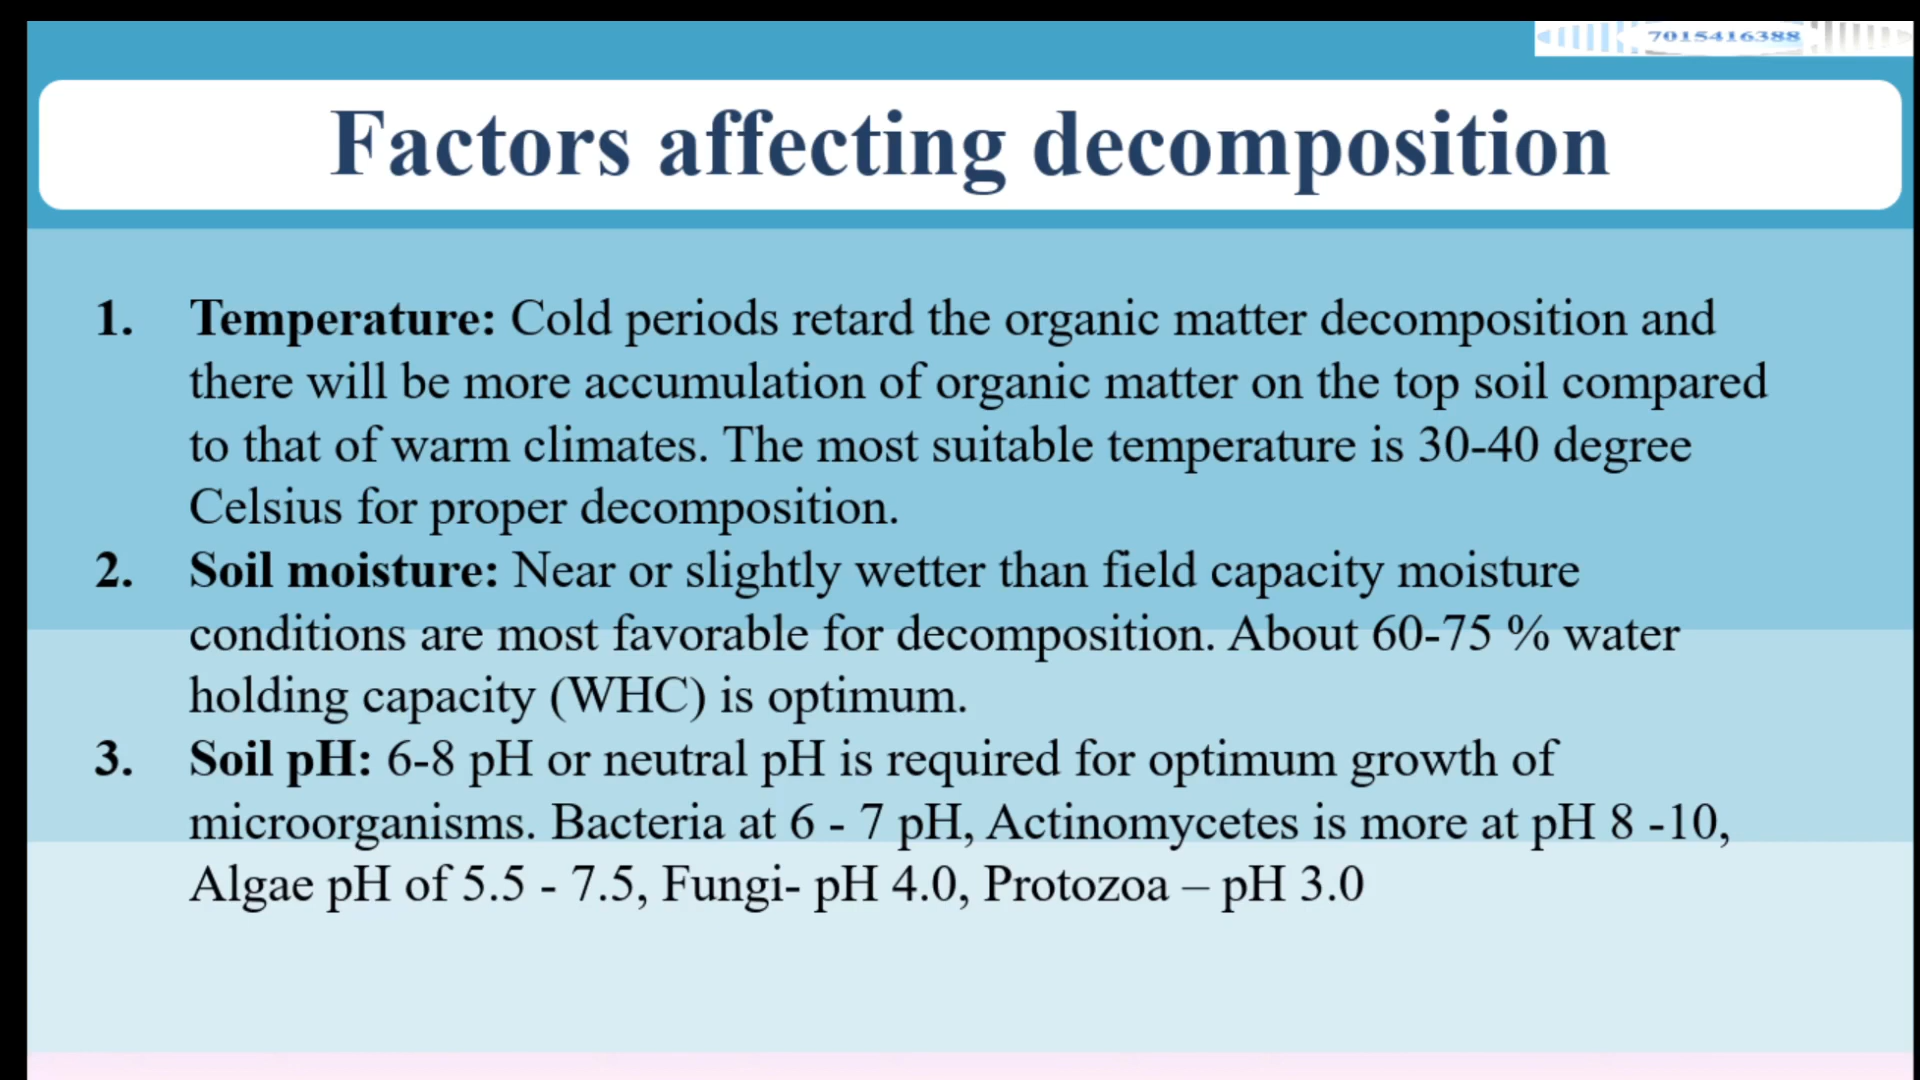 7015416388
Factors affecting decomposition
1. Temperature: Cold periods retard the organic matter decomposition and
there will be more accumulation of organic matter on the top soil compared
to that of warm climates. The most suitable temperature is 30-40 degree
Celsius for proper decomposition.
2. Soil moisture: Near or slightly wetter than field capacity moisture
conditions are most favorable for decomposition. About 60-75 % water
holding capacity (WHC) is optimum.
3. Soil pH: 6-8 pH or neutral pH is required for optimum growth of
microorganisms. Bacteria at 6 - 7 pH, Actinomycetes is more at pH 8 -10,
Algae pH of 5.5 - 7.5, Fungi- pH 4.0, Protozoa – pH 3.0